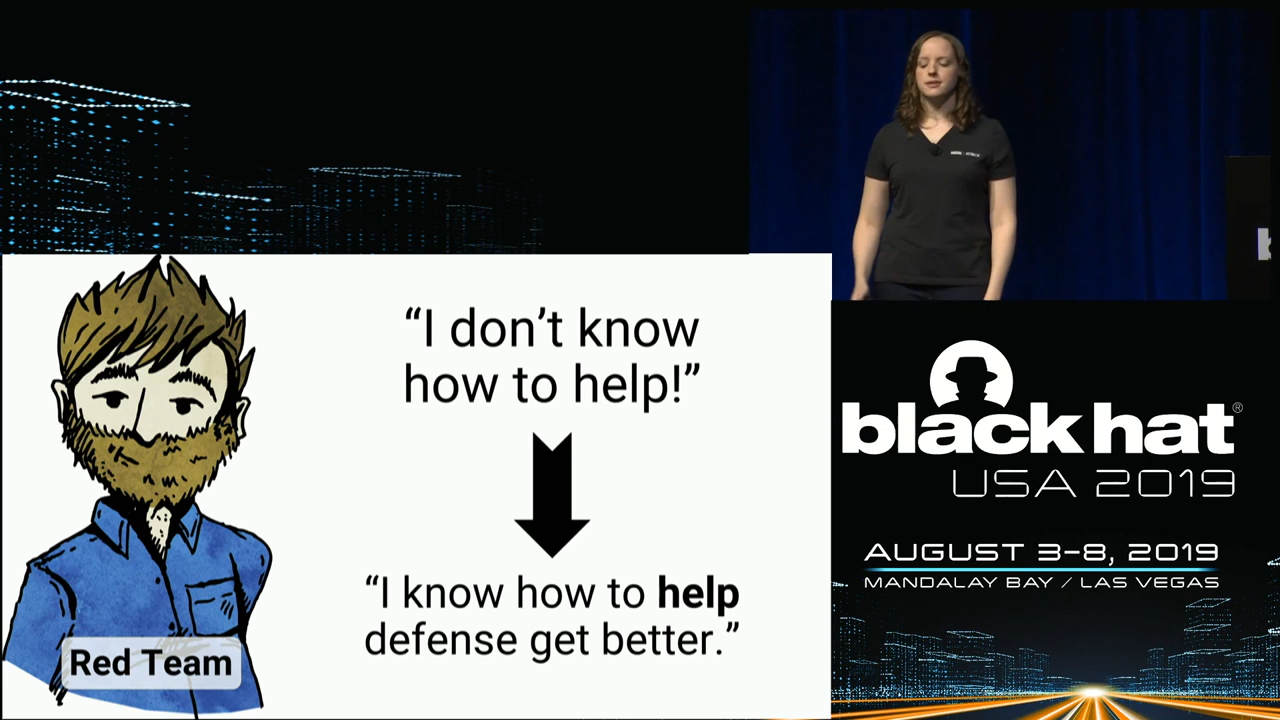 “I don’t know
how to help!”
“I know how to help
defense get better.”
Red Team
black hat®
USA 2019
AUGUST 3-8, 2019
MANDALAY BAY / LAS VEGAS